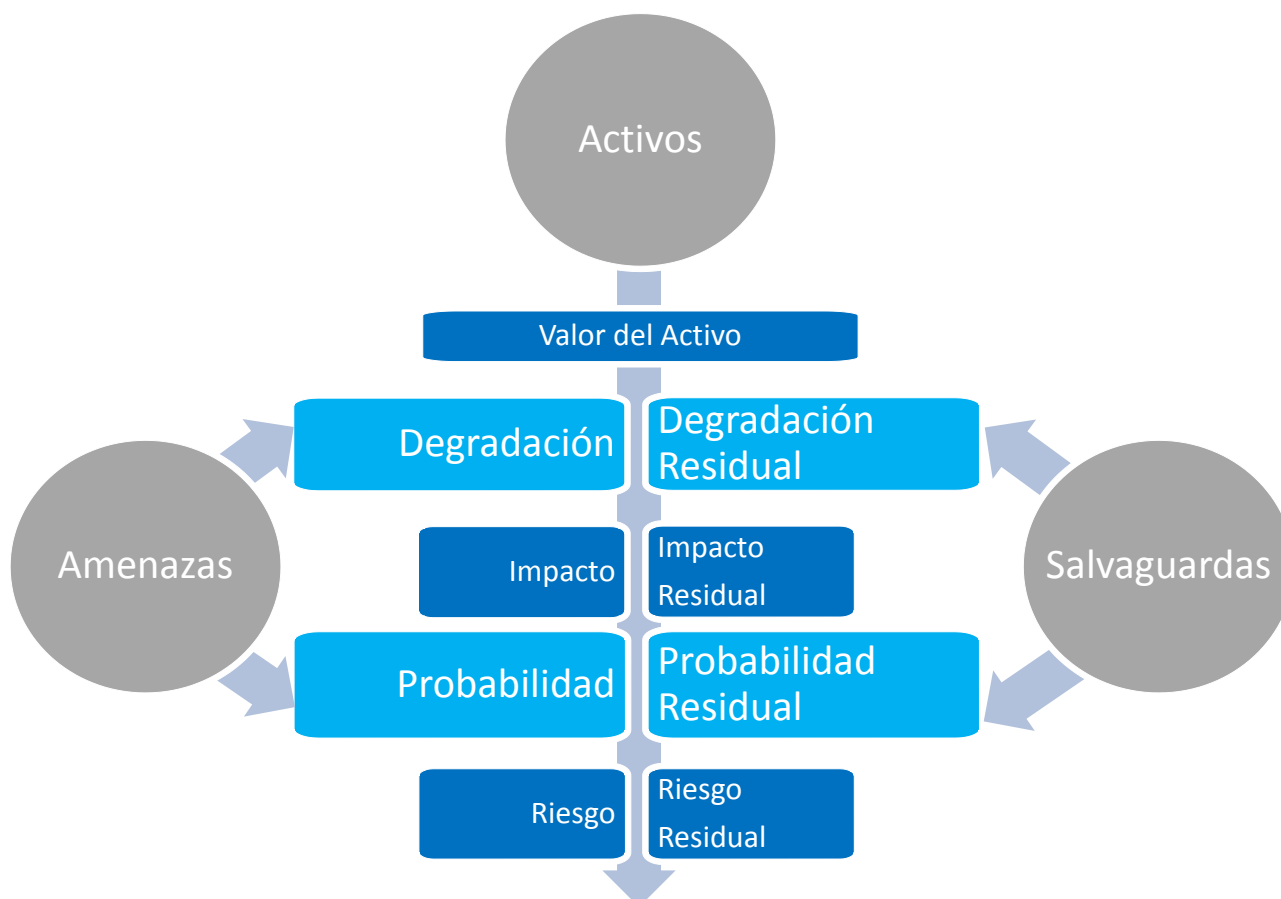 Activos
Valor del Activo
Degradación
Degradación
Residual
Amenazas
Impacto
Impacto
Residual
Salvaguardas
Probabilidad
Probabilidad
Residual
Riesgo
Riesgo
Residual